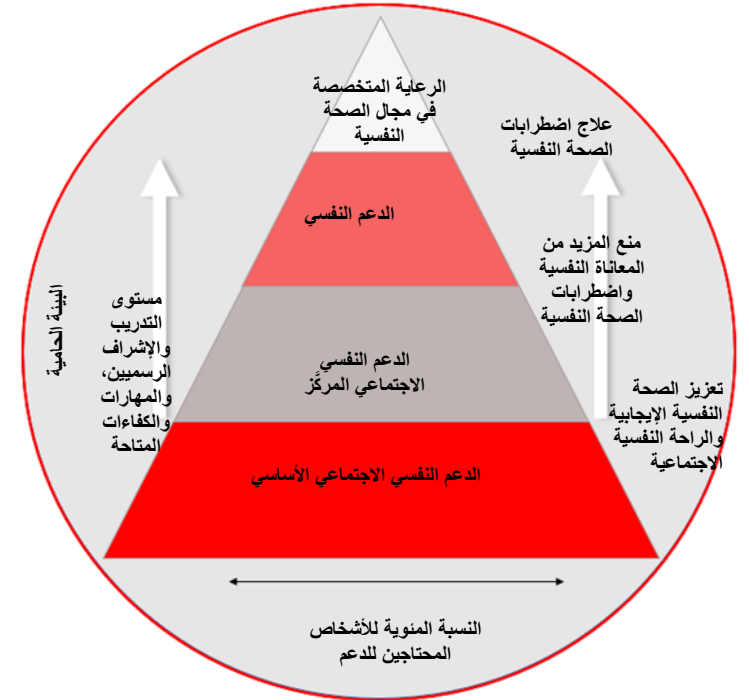 الرعاية المتخصصة
في مجال الصحة
النفسية
علاج اضطرابات
الصحة النفسية
الدعم النفسي
منع المزيد من
المعاناة النفسية
واضطرابات
الصحة النفسية
البيئة الحامية
مستوى
التدريب
والإشراف
الرسميين،
والمهارات
والكفاءات
المتاحة
الدعم النفسي
الاجتماعي المركَّز
تعزيز الصحة
النفسية الإيجابية
والراحة النفسية
الاجتماعية
الدعم النفسي الاجتماعي الأساسي
النسبة المئوية للأشخاص
المحتاجين للدعم